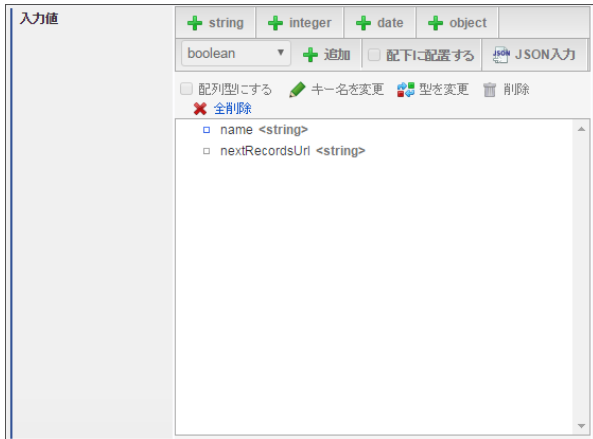 入力値
string integer date object
boolean 追加 配下に配置する JSON入力
配列型にする キー名を変更 型を変更 削除
全削除
name <string>
nextRecordsUrl <string>